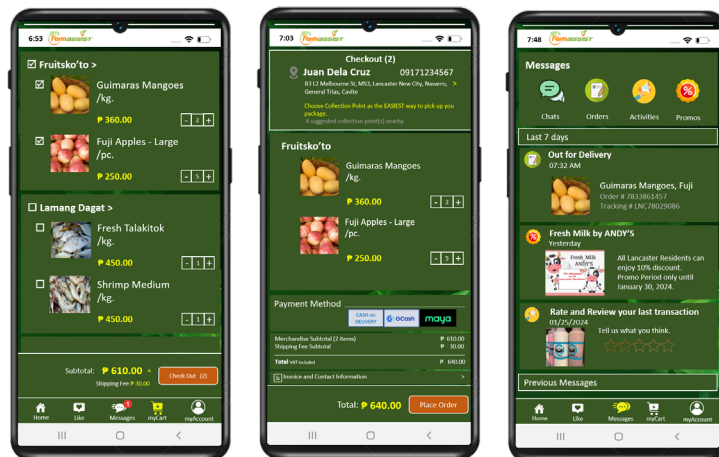 6:53 FomAssist
Fruitsko'to >
Guimaras Mangoes
/kg.
₱ 360.00
- 2 +
Fuji Apples - Large
/pc.
₱ 250.00
- 5 +
Lamang Dagat >
Fresh Talakitok
/kg.
₱ 450.00
- 1 +
Shrimp Medium
/kg.
₱ 450.00
- 1 +
Subtotal: ₱ 610.00 ^
Shipping Fee ₱ 30.00
Check Out (2)
1
Home Like Messages myCart myAccount
7:03 FomAssist
Checkout (2)
Juan Dela Cruz 09171234567
B3 L2 Melbourne St, MS3, Lancaster New City, Navarro, >
General Trias, Cavite
Choose Collection Point as the EASIEST way to pick up you
package.
4 suggested collection point(s) nearby
Fruitsko'to
Guimaras Mangoes
/kg.
₱ 360.00
- 2 +
Fuji Apples - Large
/pc.
₱ 250.00
- 5 +
Payment Method
CASH on
DELIVERY
GCash
maya
Merchandise Subtotal (2 items) ₱ 610.00
Shipping Fee Subtotal ₱ 30.00
Total VAT included ₱ 640.00
Invoice and Contact Information >
Total: ₱ 640.00
Place Order
7:48 FomAssist
Messages
Chats Orders Activities Promos
Last 7 days
Out for Delivery
07:32 AM
Guimaras Mangoes, Fuji
Order # 7833861457
Tracking # LNC78029086
Fresh Milk by ANDY'S
Yesterday
Fresh Milk
ANDY'S
All Lancaster Residents can
enjoy 10% discount.
Promo Period only until
January 30, 2024.
Rate and Review your last transaction
01/25/2024
Tell us what you think.
Previous Messages
Home Like Messages myCart myAccount